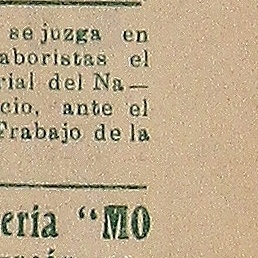 se juzga en
aboristas el
rial del Na—
cio, ante el
Trabajo de la
ería “MO